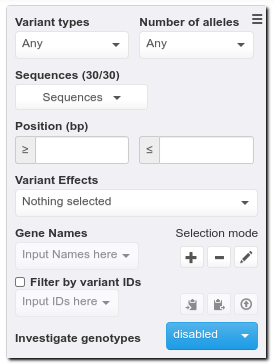 Variant types Number of alleles
Any Any
Sequences (30/30)
Sequences
Position (bp)
≥ ≤
Variant Effects
Nothing selected
Gene Names Selection mode
Input Names here
Filter by variant IDs
Input IDs here
Investigate genotypes disabled